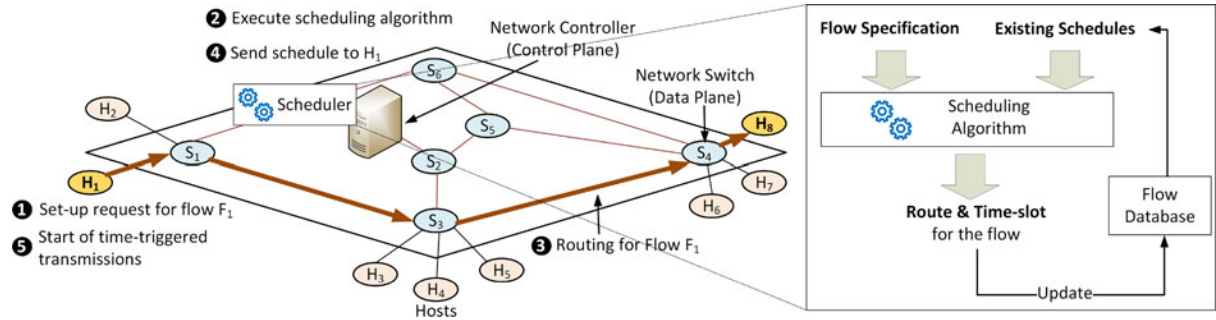 ❷ Execute scheduling algorithm
❹ Send schedule to H₁
Network Controller
(Control Plane)
Network Switch
(Data Plane)
Scheduler
S₆
S₅
S₁
S₂
S₄
S₃
H₂
H₁
H₈
H₇
H₆
H₃
H₄
H₅
Hosts
❶ Set-up request for flow F₁
❺ Start of time-triggered
transmissions
❸ Routing for Flow F₁
Flow Specification
Existing Schedules
Scheduling
Algorithm
Route & Time-slot
for the flow
Flow
Database
Update